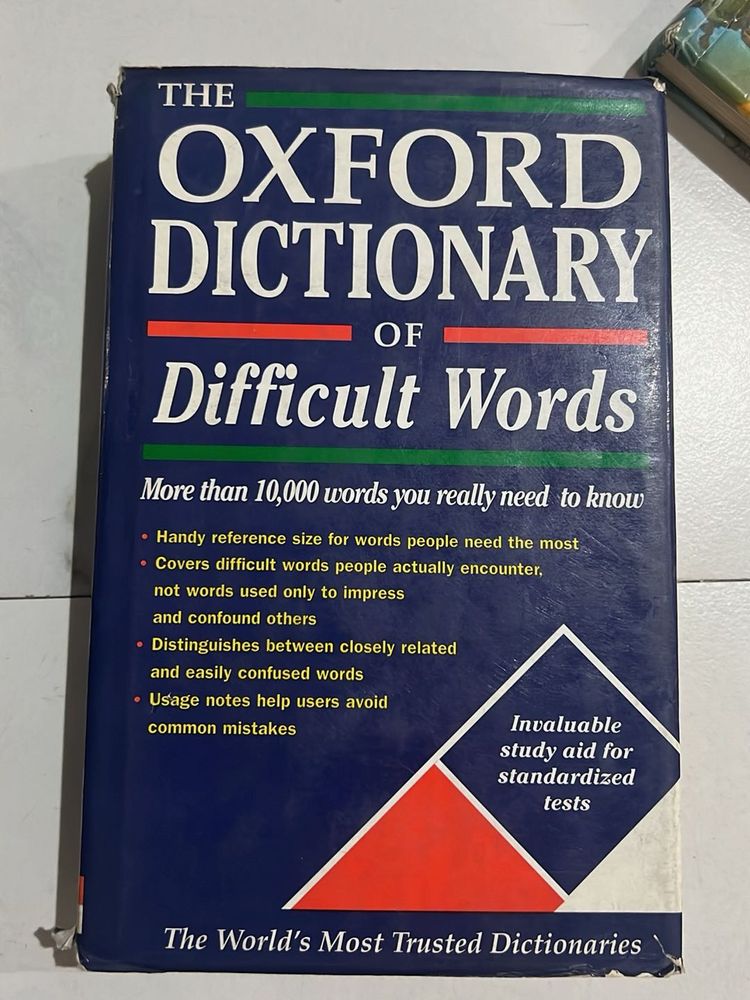 THE
OXFORD
DICTIONARY
OF
Difficult Words
More than 10,000 words you really need to know
• Handy reference size for words people need the most
• Covers difficult words people actually encounter,
not words used only to impress
and confound others
• Distinguishes between closely related
and easily confused words
• Usage notes help users avoid
common mistakes
Invaluable
study aid for
standardized
tests
The World's Most Trusted Dictionaries